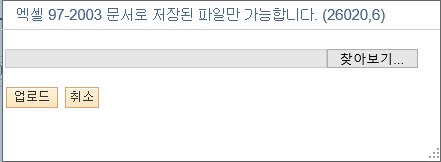 엑셀 97-2003 문서로 저장된 파일만 가능합니다. (26020,6)
찾아보기...
업로드 취소